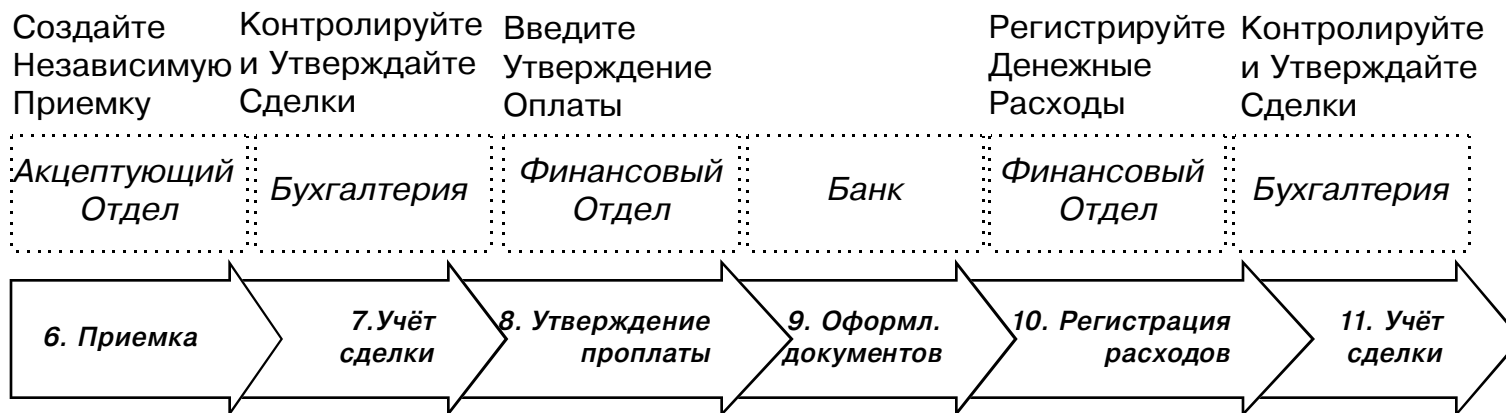 Создайте
Независимую
Приемку
Контролируйте
и Утверждайте
Сделки
Введите
Утверждение
Оплаты
Регистрируйте
Денежные
Расходы
Контролируйте
и Утверждайте
Сделки
Акцептующий
Отдел
Бухгалтерия
Финансовый
Отдел
Банк
Финансовый
Отдел
Бухгалтерия
6. Приемка
7.Учёт
сделки
8. Утверждение
проплаты
9. Оформл.
документов
10. Регистрация
расходов
11. Учёт
сделки